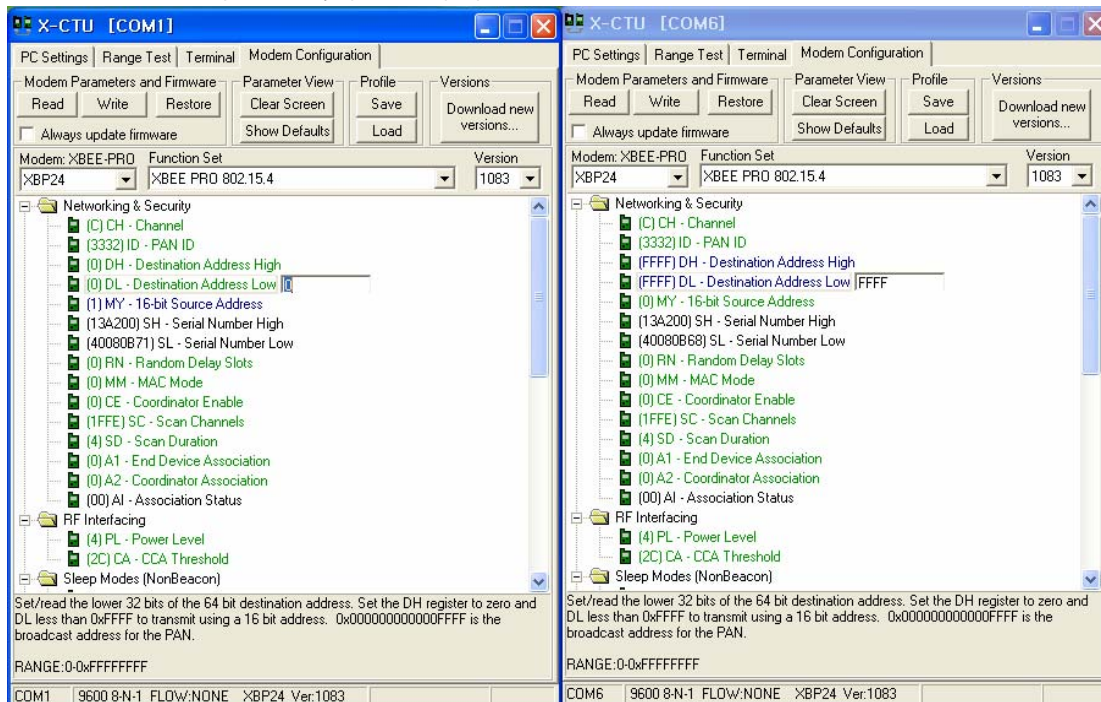 X-CTU [COM1]
PC Settings Range Test Terminal Modem Configuration
Modem Parameters and Firmware Parameter View Profile Versions
Read Write Restore Clear Screen Save Download new versions...
Always update firmware Show Defaults Load
Modem: XBEE-PRO Function Set Version
XBP24 XBEE PRO 802.15.4 1083
Networking & Security
(C) CH - Channel
(3332) ID - PAN ID
(0) DH - Destination Address High
(0) DL - Destination Address Low 0
(1) MY - 16-bit Source Address
(13A200) SH - Serial Number High
(40080B71) SL - Serial Number Low
(0) RN - Random Delay Slots
(0) MM - MAC Mode
(0) CE - Coordinator Enable
(1FFE) SC - Scan Channels
(4) SD - Scan Duration
(0) A1 - End Device Association
(0) A2 - Coordinator Association
(00) AI - Association Status
RF Interfacing
(4) PL - Power Level
(2C) CA - CCA Threshold
Sleep Modes (NonBeacon)
Set/read the lower 32 bits of the 64 bit destination address. Set the DH register to zero and
DL less than 0xFFFF to transmit using a 16 bit address. 0x000000000000FFFF is the
broadcast address for the PAN.
RANGE:0-0xFFFFFFFF
COM1 9600 8-N-1 FLOW:NONE XBP24 Ver:1083
X-CTU [COM6]
PC Settings Range Test Terminal Modem Configuration
Modem Parameters and Firmware Parameter View Profile Versions
Read Write Restore Clear Screen Save Download new versions...
Always update firmware Show Defaults Load
Modem: XBEE-PRO Function Set Version
XBP24 XBEE PRO 802.15.4 1083
Networking & Security
(C) CH - Channel
(3332) ID - PAN ID
(FFFF) DH - Destination Address High
(FFFF) DL - Destination Address Low FFFF
(0) MY - 16-bit Source Address
(13A200) SH - Serial Number High
(40080B68) SL - Serial Number Low
(0) RN - Random Delay Slots
(0) MM - MAC Mode
(0) CE - Coordinator Enable
(1FFE) SC - Scan Channels
(4) SD - Scan Duration
(0) A1 - End Device Association
(0) A2 - Coordinator Association
(00) AI - Association Status
RF Interfacing
(4) PL - Power Level
(2C) CA - CCA Threshold
Sleep Modes (NonBeacon)
Set/read the lower 32 bits of the 64 bit destination address. Set the DH register to zero and
DL less than 0xFFFF to transmit using a 16 bit address. 0x000000000000FFFF is the
broadcast address for the PAN.
RANGE:0-0xFFFFFFFF
COM6 9600 8-N-1 FLOW:NONE XBP24 Ver:1083